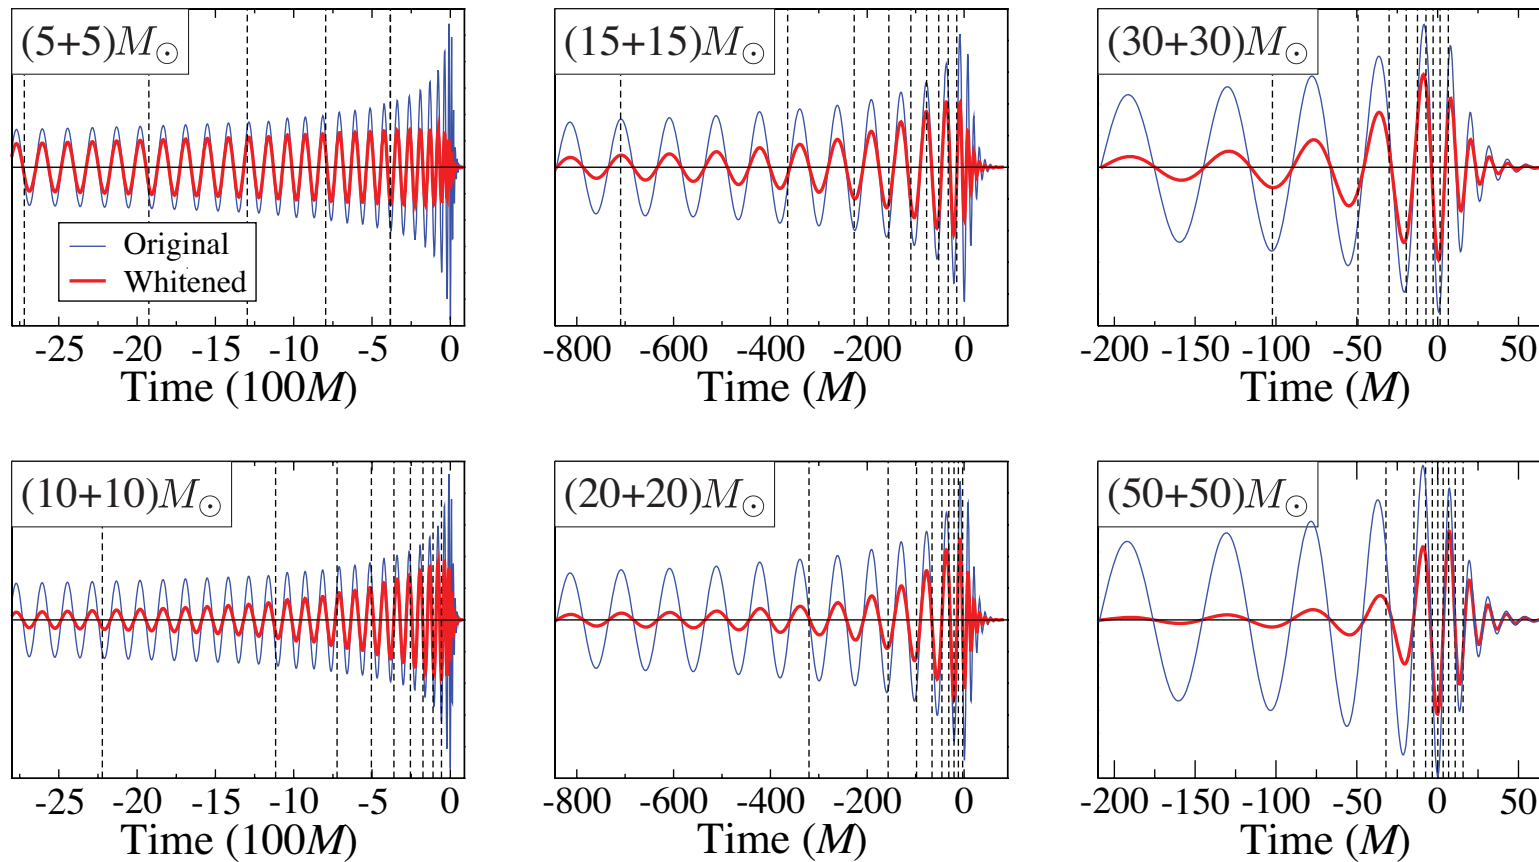 (5+5)M☉
Original
Whitened
-25 -20 -15 -10 -5 0
Time (100M)
(15+15)M☉
-800 -600 -400 -200 0
Time (M)
(30+30)M☉
-200 -150 -100 -50 0 50
Time (M)
(10+10)M☉
-25 -20 -15 -10 -5 0
Time (100M)
(20+20)M☉
-800 -600 -400 -200 0
Time (M)
(50+50)M☉
-200 -150 -100 -50 0 50
Time (M)